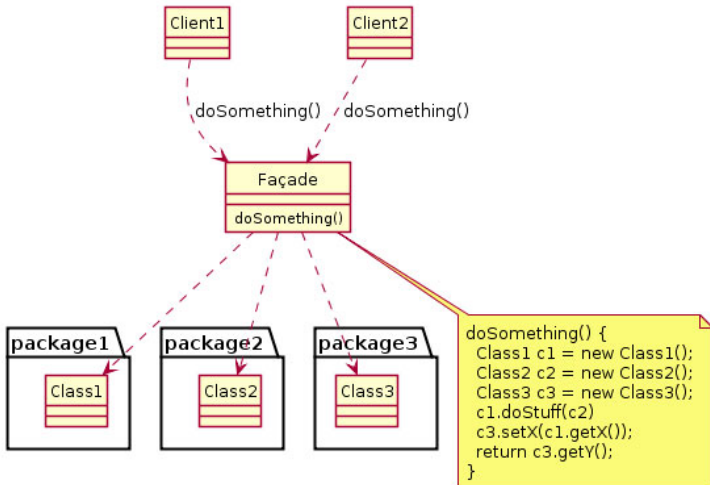 Client1
Client2
doSomething()
doSomething()
Façade
doSomething()
package1
package2
package3
Class1
Class2
Class3
doSomething() {
Class1 c1 = new Class1();
Class2 c2 = new Class2();
Class3 c3 = new Class3();
c1.doStuff(c2)
c3.setX(c1.getX());
return c3.getY();
}